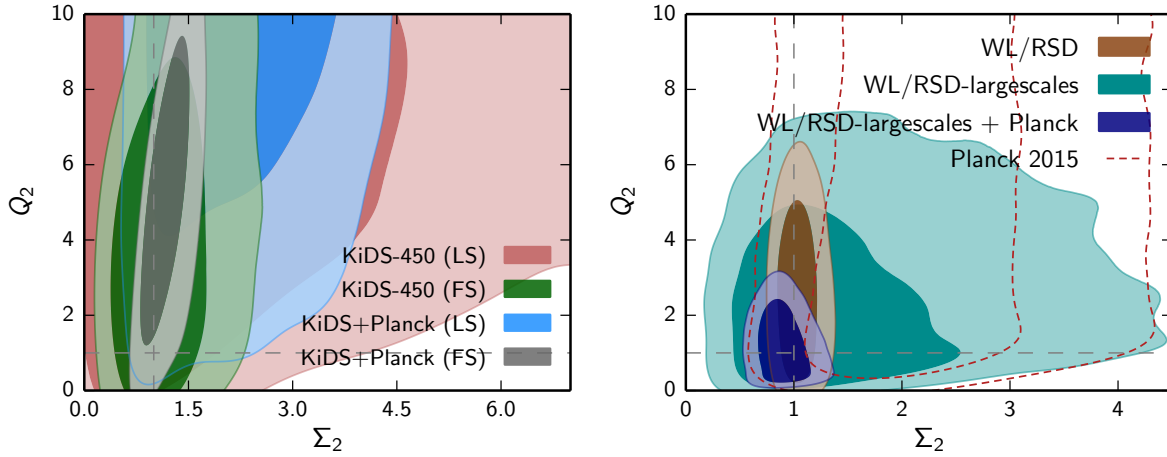 10
8
6
4
2
0
Q₂
0.0 1.5 3.0 4.5 6.0
Σ₂
KiDS-450 (LS)
KiDS-450 (FS)
KiDS+Planck (LS)
KiDS+Planck (FS)
10
8
6
4
2
0
Q₂
0 1 2 3 4
Σ₂
WL/RSD
WL/RSD-largescales
WL/RSD-largescales + Planck
Planck 2015